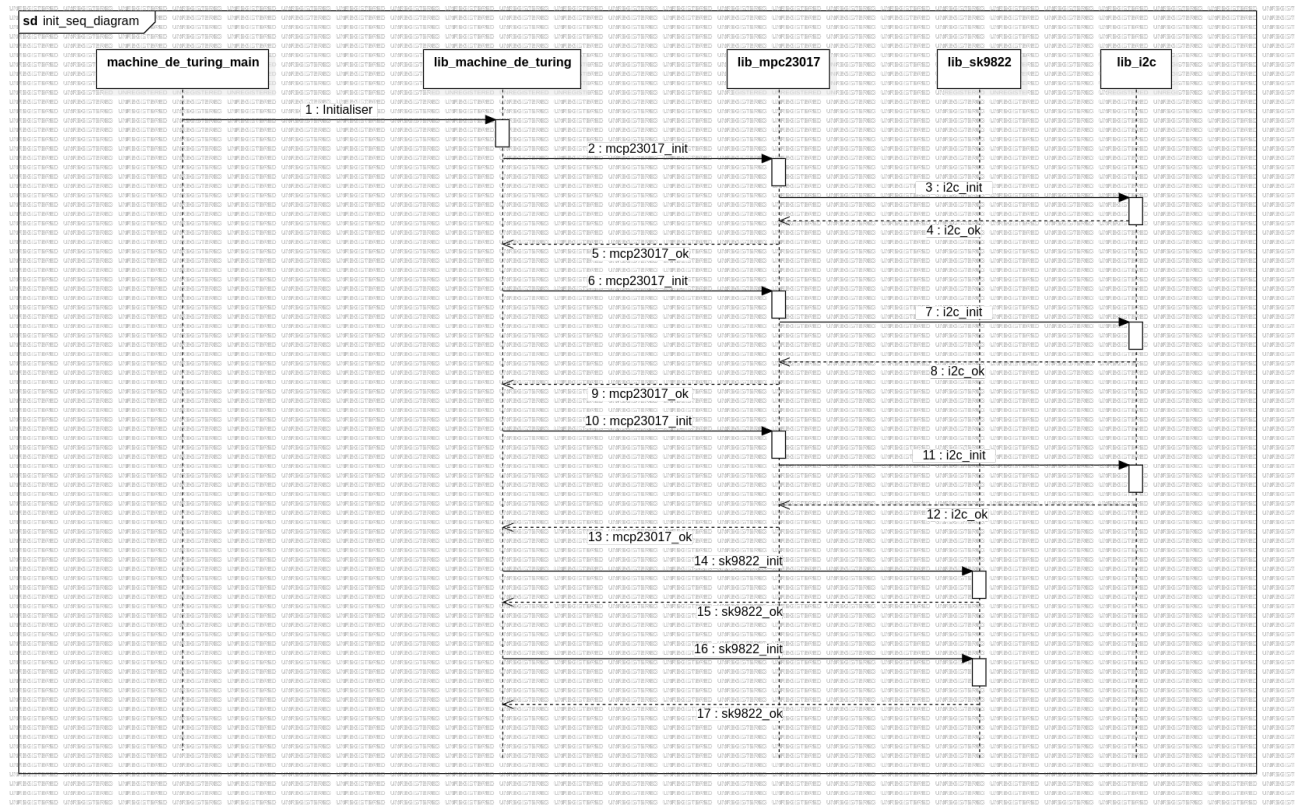 sd init_seq_diagram
machine_de_turing_main
lib_machine_de_turing
lib_mpc23017
lib_sk9822
lib_i2c
1 : Initialiser
2 : mcp23017_init
3 : i2c_init
4 : i2c_ok
5 : mcp23017_ok
6 : mcp23017_init
7 : i2c_init
8 : i2c_ok
9 : mcp23017_ok
10 : mcp23017_init
11 : i2c_init
12 : i2c_ok
13 : mcp23017_ok
14 : sk9822_init
15 : sk9822_ok
16 : sk9822_init
17 : sk9822_ok